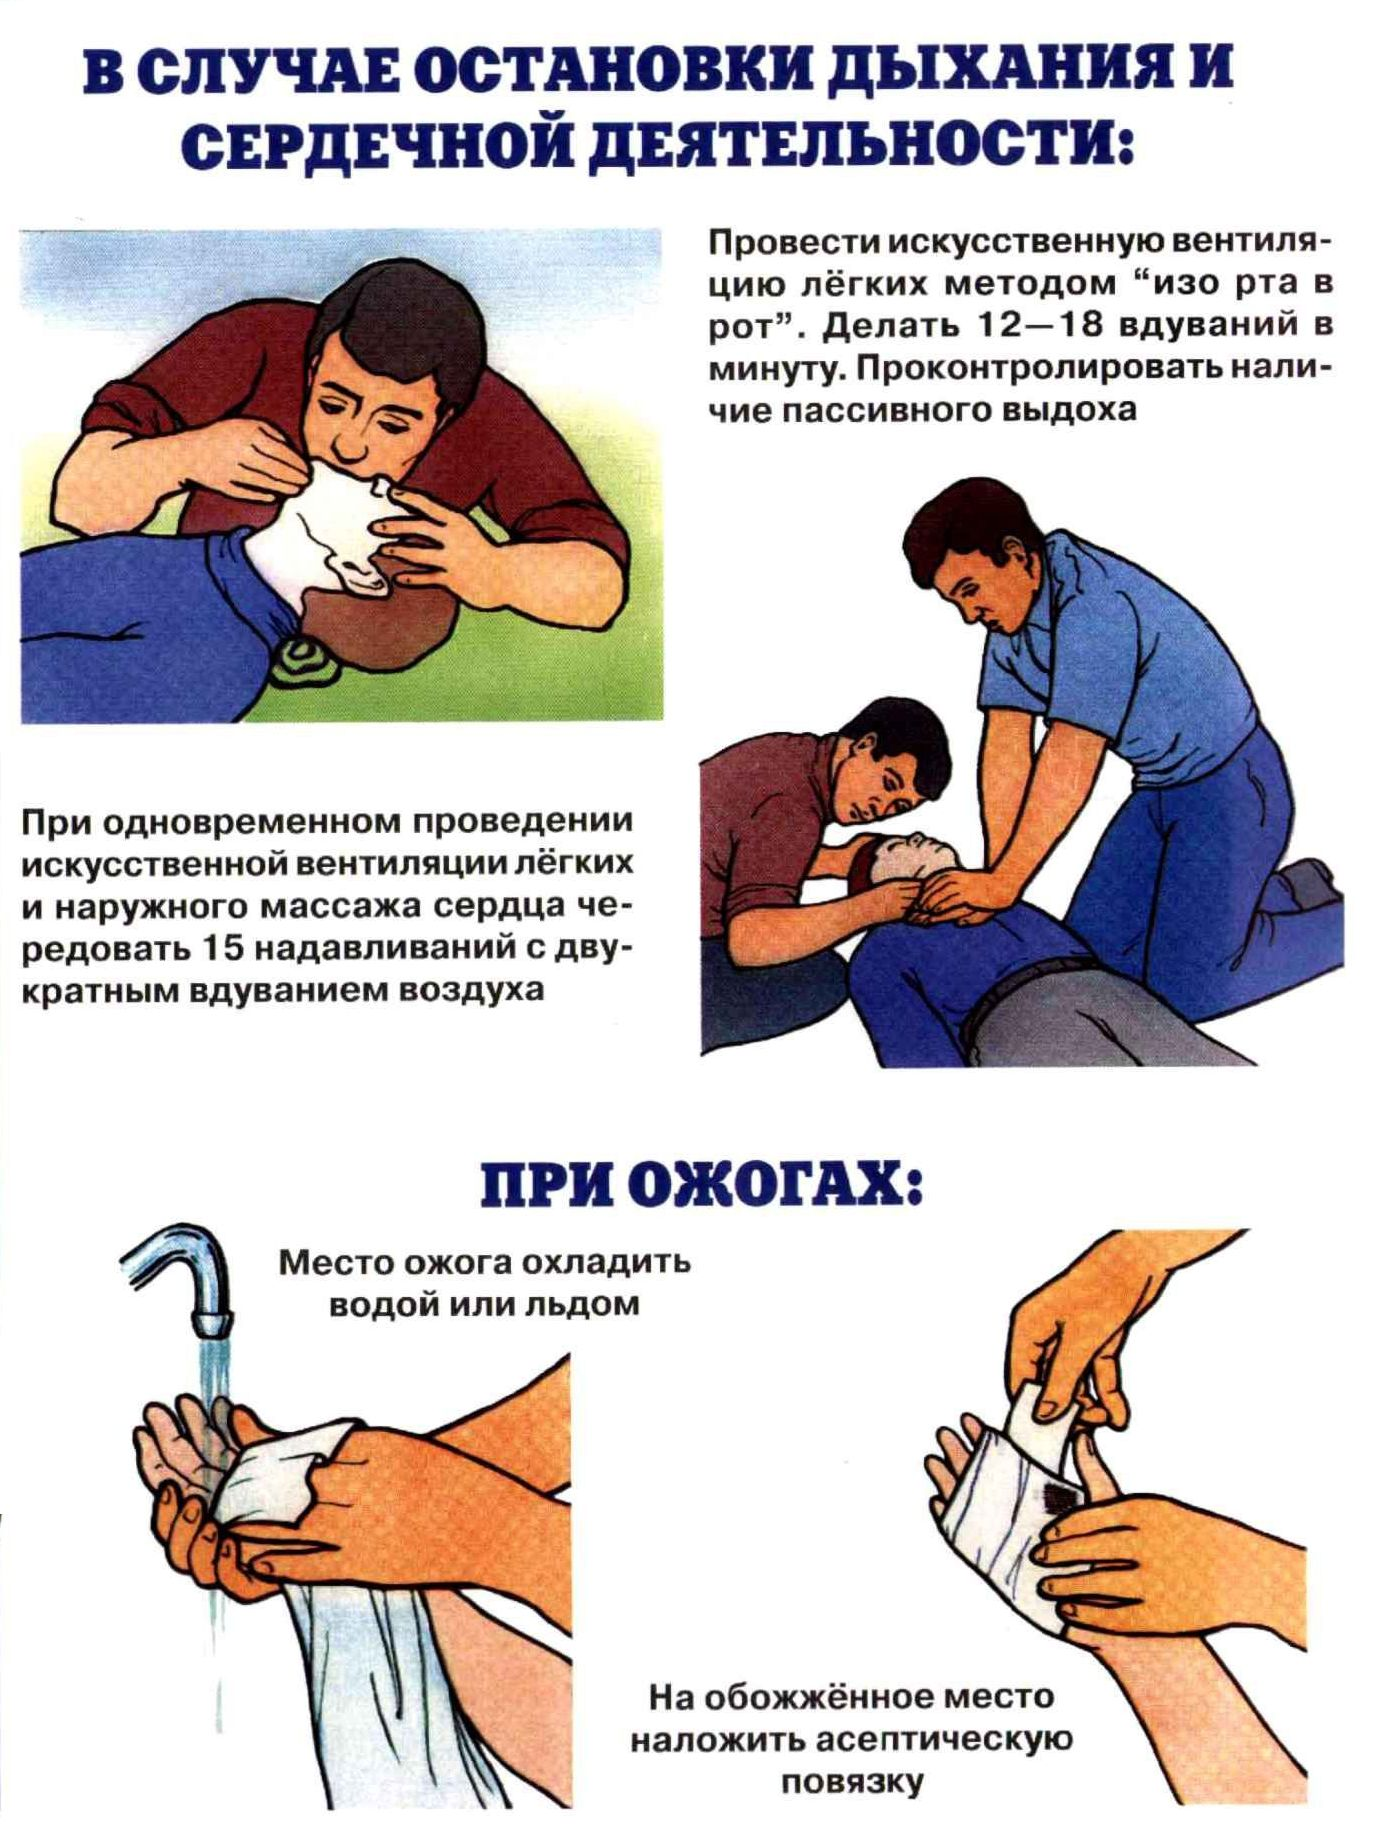 В СЛУЧАЕ ОСТАНОВКИ ДЫХАНИЯ И
СЕРДЕЧНОЙ ДЕЯТЕЛЬНОСТИ:
Провести искусственную вентиля-
цию лёгких методом “изо рта в
рот”. Делать 12—18 вдуваний в
минуту. Проконтролировать нали-
чие пассивного выдоха
При одновременном проведении
искусственной вентиляции лёгких
и наружного массажа сердца че-
редовать 15 надавливаний с дву-
кратным вдуванием воздуха
ПРИ ОЖОГАХ:
Место ожога охладить
водой или льдом
На обожжённое место
наложить асептическую
повязку